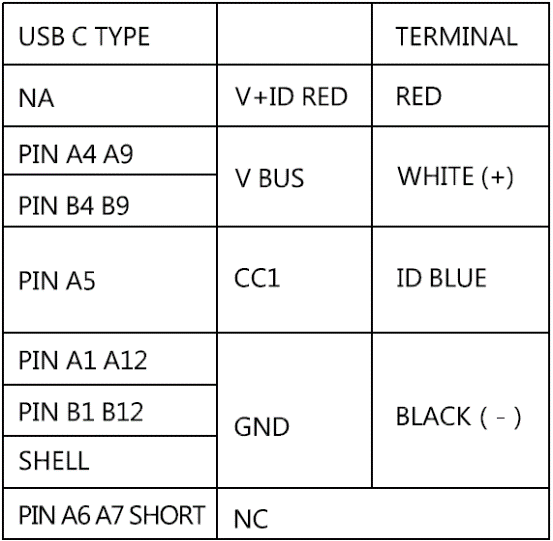 USB C TYPE TERMINAL
NA V+ID RED RED
PIN A4 A9
V BUS WHITE (+)
PIN B4 B9
PIN A5 CC1 ID BLUE
PIN A1 A12
PIN B1 B12
GND BLACK ( - )
SHELL
PIN A6 A7 SHORT NC